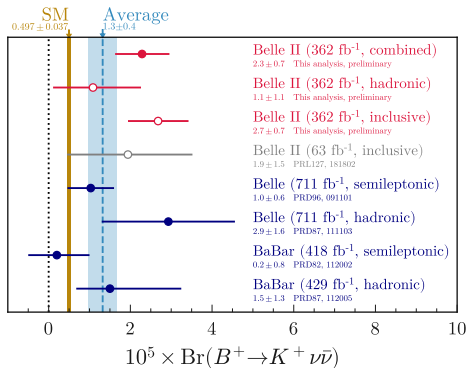 SM Average
0.497±0.037 1.3±0.4
Belle II (362 fb⁻¹, combined)
2.3±0.7 This analysis, preliminary
Belle II (362 fb⁻¹, hadronic)
1.1±1.1 This analysis, preliminary
Belle II (362 fb⁻¹, inclusive)
2.7±0.7 This analysis, preliminary
Belle II (63 fb⁻¹, inclusive)
1.9±1.5 PRL127, 181802
Belle (711 fb⁻¹, semileptonic)
1.0±0.6 PRD96, 091101
Belle (711 fb⁻¹, hadronic)
2.9±1.6 PRD87, 111103
BaBar (418 fb⁻¹, semileptonic)
0.2±0.8 PRD82, 112002
BaBar (429 fb⁻¹, hadronic)
1.5±1.3 PRD87, 112005
0 2 4 6 8 10
10⁵ × Br(B⁺→K⁺νν̄)